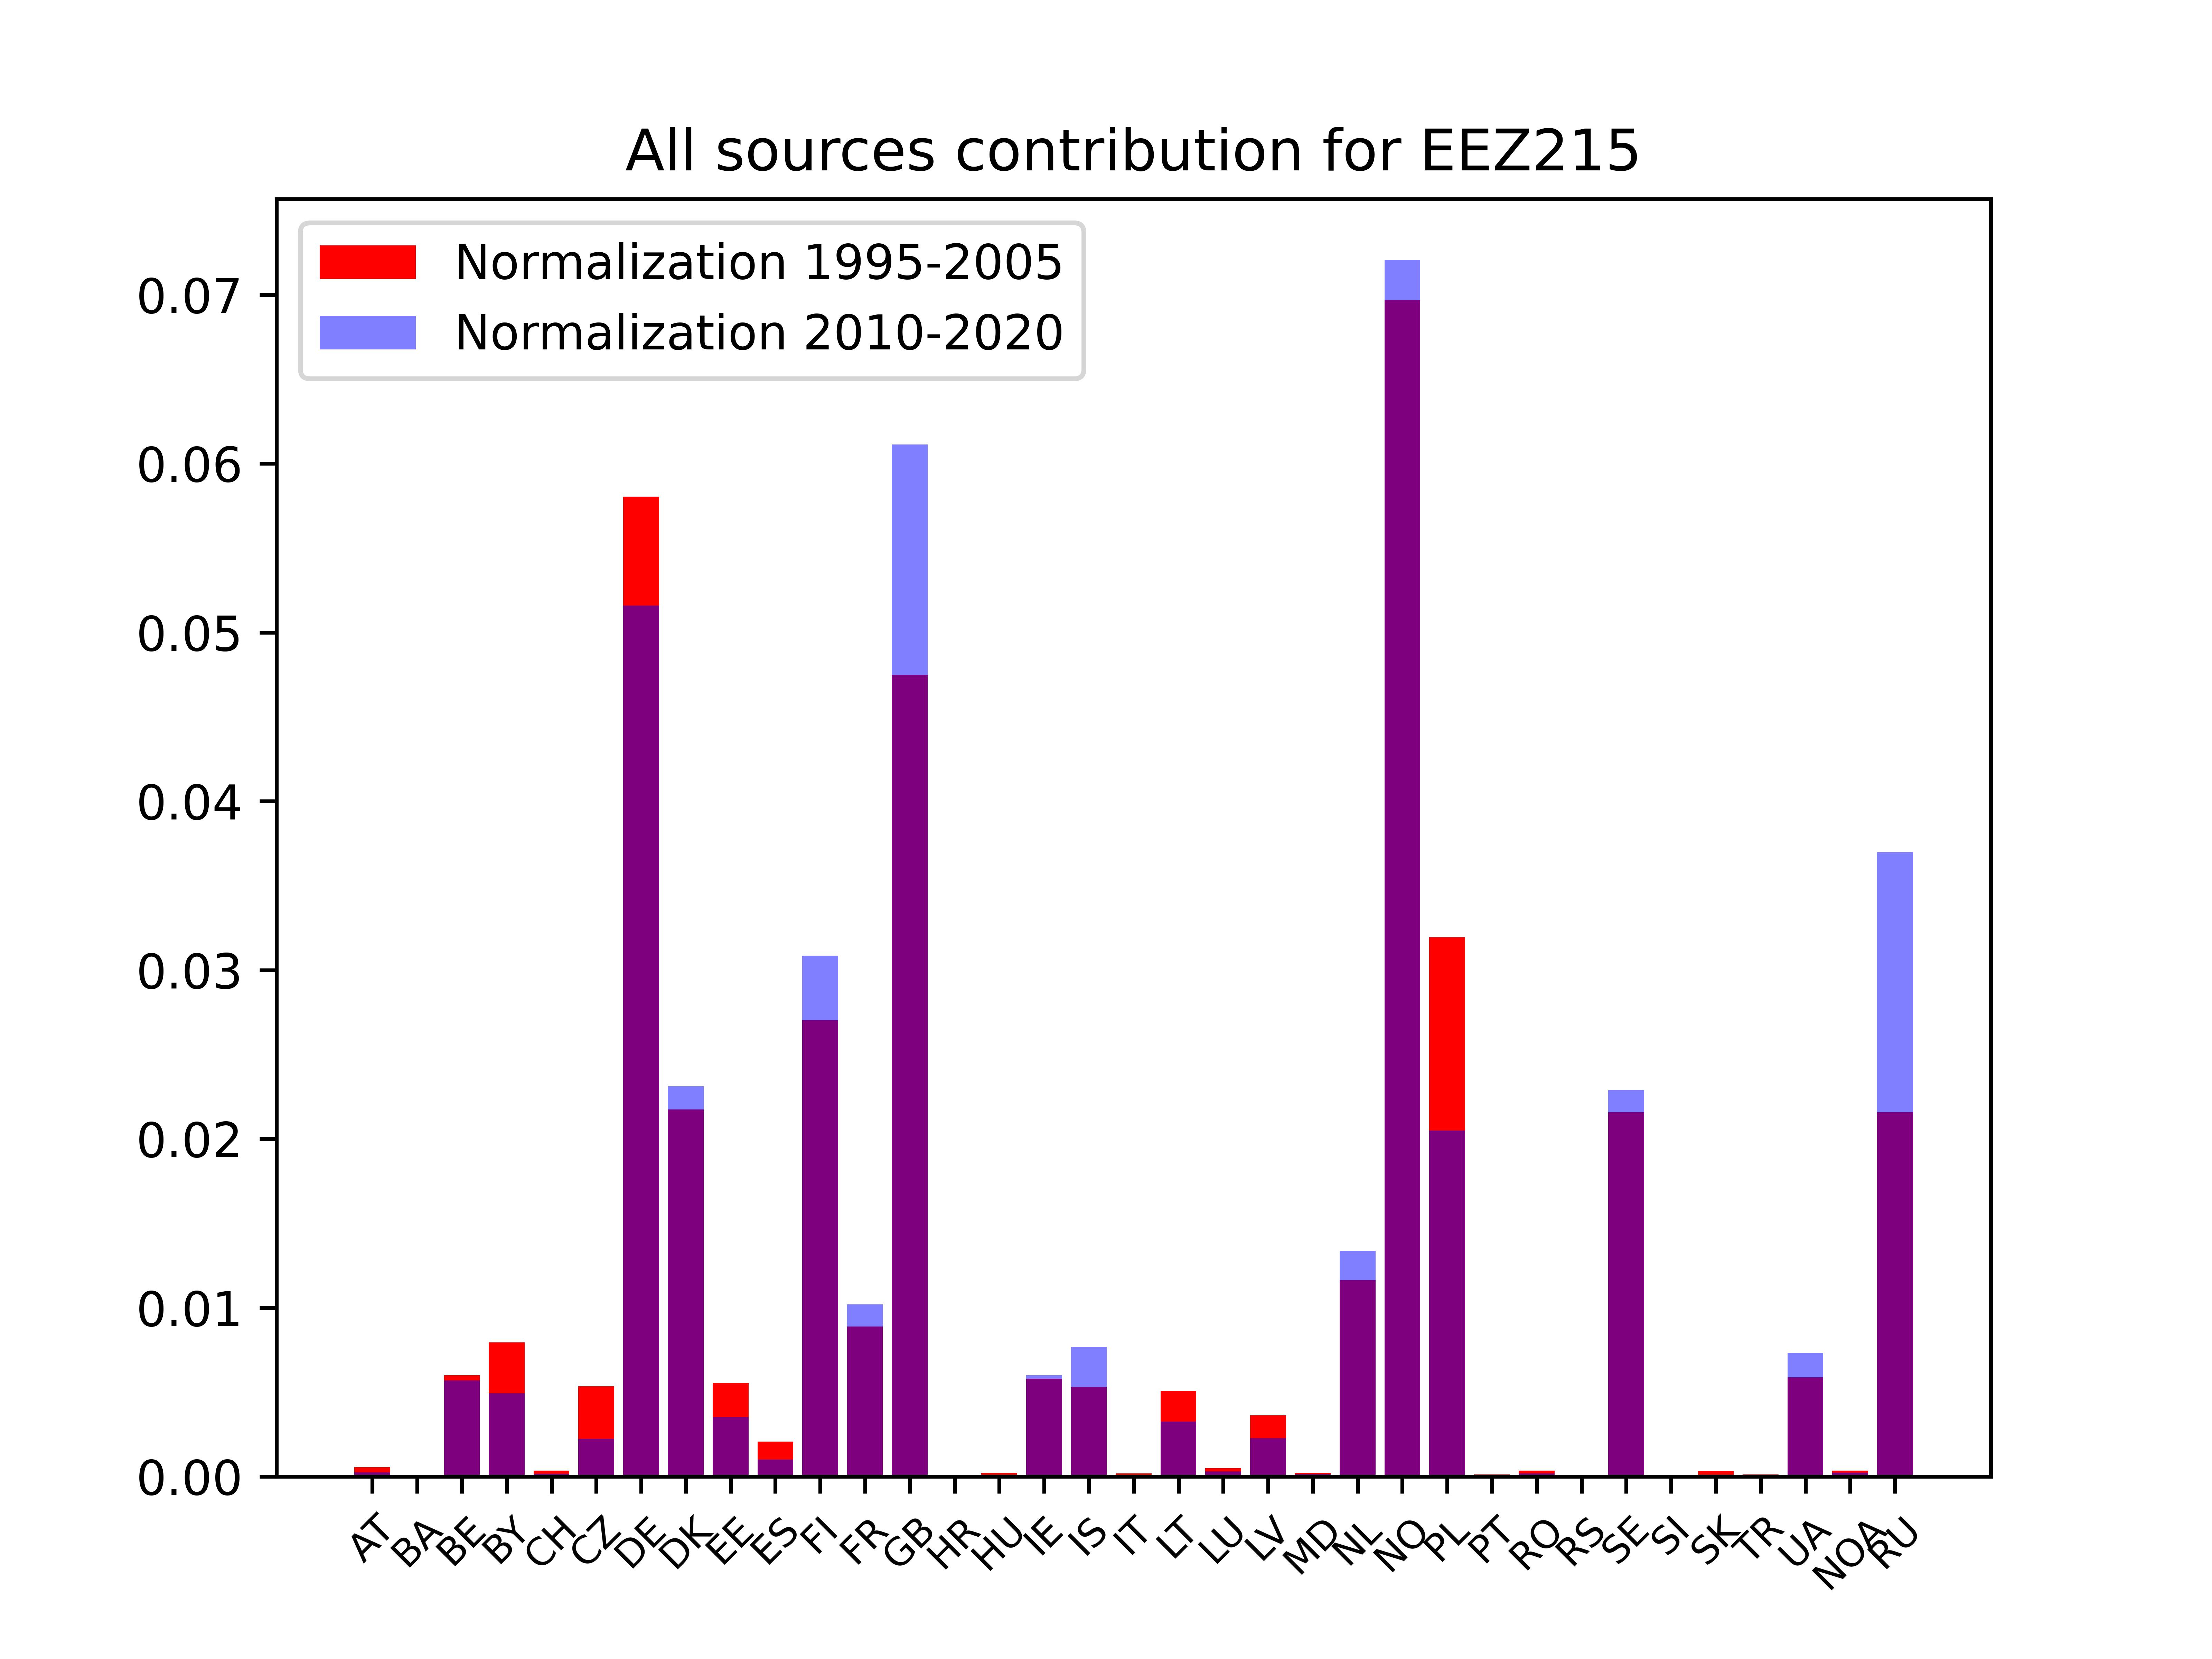 All sources contribution for EEZ215
Normalization 1995-2005
Normalization 2010-2020
0.07
0.06
0.05
0.04
0.03
0.02
0.01
0.00
AT BA BE BY CH CZ DE DK EE ES FI FR GB HR HU IE IS IT LT LU LV MD NL NO PL PT RO RS SE SI SK TR UA NOA RU